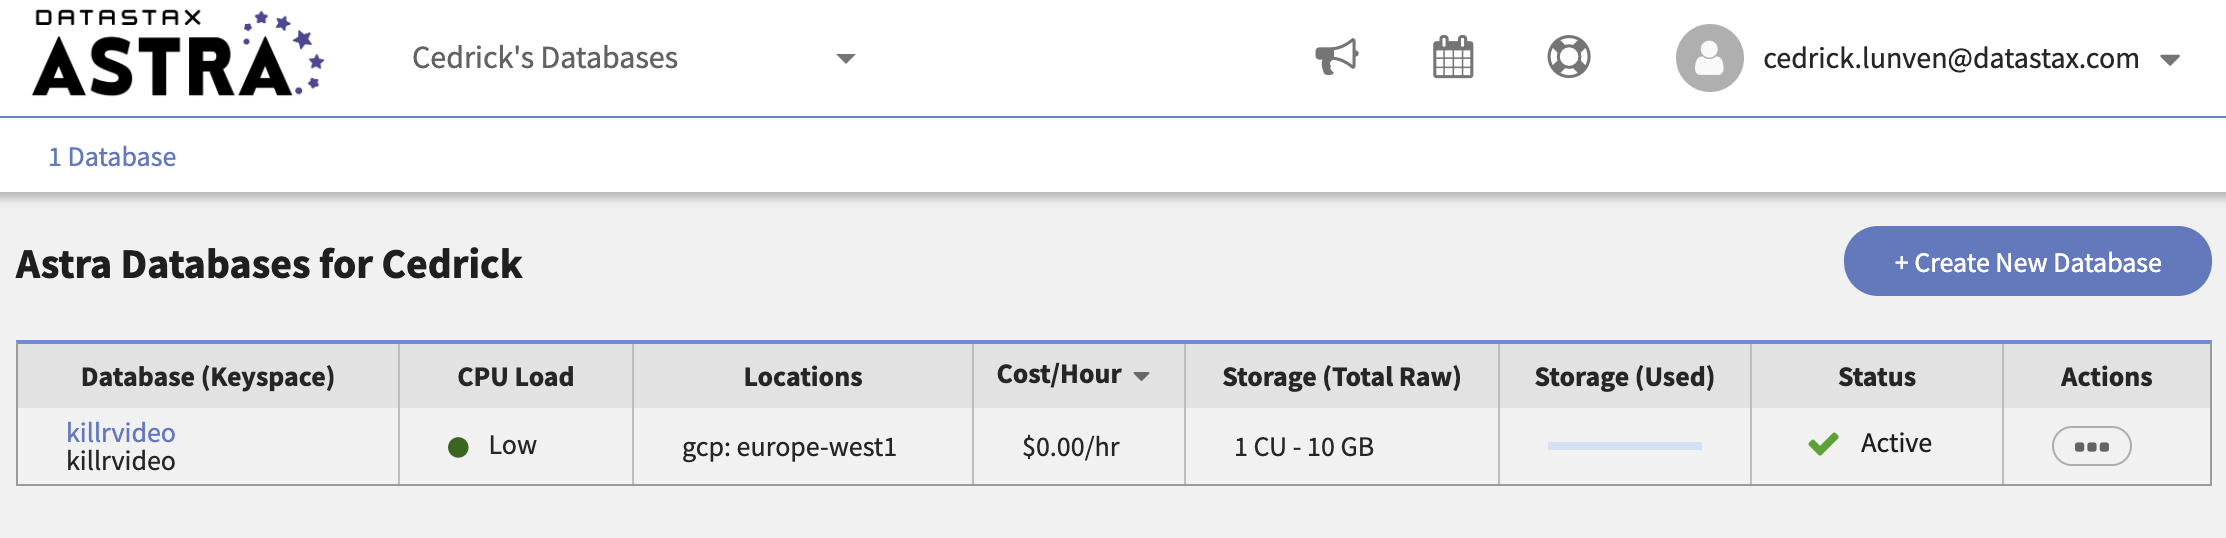 DATASTAX
ASTRA
Cedrick's Databases
cedrick.lunven@datastax.com
1 Database
Astra Databases for Cedrick
+ Create New Database
Database (Keyspace) CPU Load Locations Cost/Hour Storage (Total Raw) Storage (Used) Status Actions
killrvideo
killrvideo Low gcp: europe-west1 $0.00/hr 1 CU - 10 GB Active